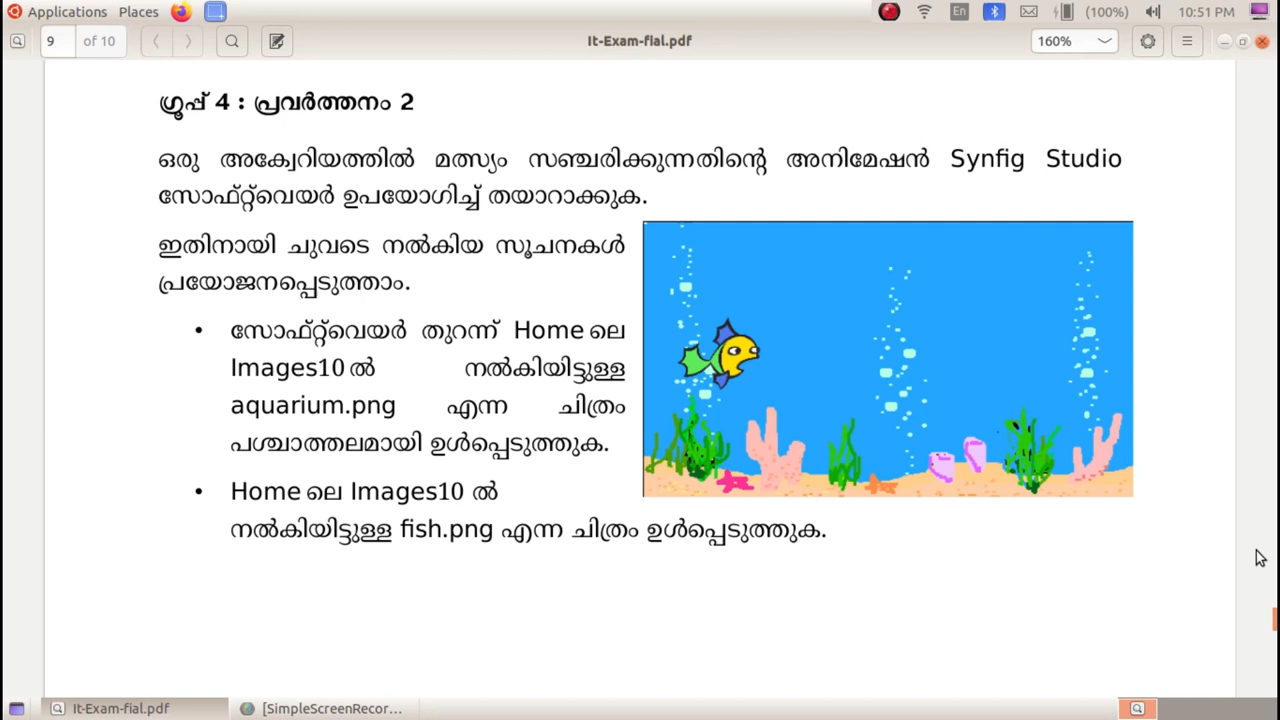 Applications Places En (100%) 10:51 PM
9 of 10 It-Exam-fial.pdf 160%
ഗ്രൂപ്പ് 4 : പ്രവർത്തനം 2
ഒരു അക്വേറിയത്തിൽ മത്സ്യം സഞ്ചരിക്കുന്നതിന്റെ അനിമേഷൻ Synfig Studio
സോഫ്റ്റ്‌വെയർ ഉപയോഗിച്ച് തയാറാക്കുക.
ഇതിനായി ചുവടെ നൽകിയ സൂചനകൾ
പ്രയോജനപ്പെടുത്താം.
• സോഫ്റ്റ്‌വെയർ തുറന്ന് Home ലെ
Images10 ൽ നൽകിയിട്ടുള്ള
aquarium.png എന്ന ചിത്രം
പശ്ചാത്തലമായി ഉൾപ്പെടുത്തുക.
• Home ലെ Images10 ൽ
നൽകിയിട്ടുള്ള fish.png എന്ന ചിത്രം ഉൾപ്പെടുത്തുക.
It-Exam-fial.pdf [SimpleScreenRecor...